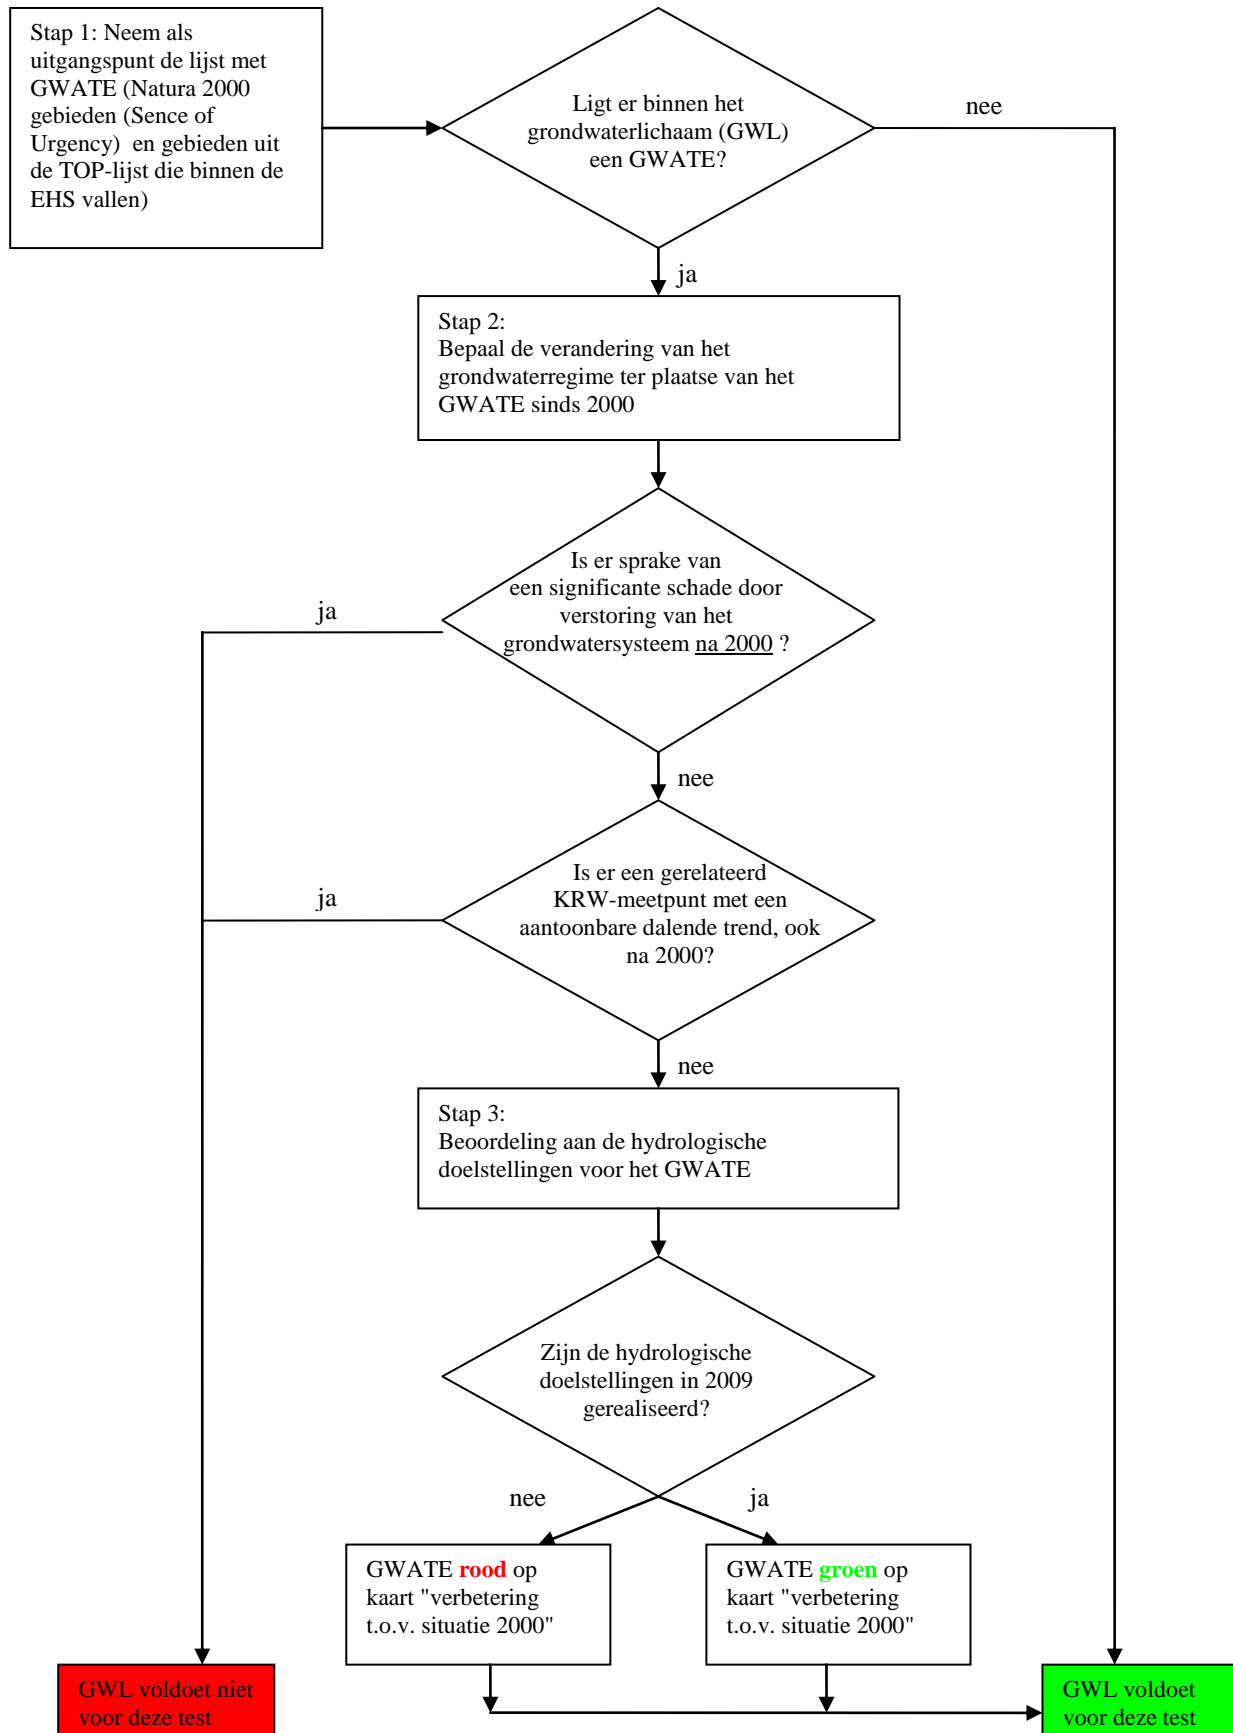 Stap 1: Neem als
uitgangspunt de lijst met
GWATE (Natura 2000
gebieden (Sence of
Urgency)  en gebieden uit
de TOP-lijst die binnen de
EHS vallen)
Ligt er binnen het
grondwaterlichaam (GWL)
een GWATE?
nee
ja
Stap 2:
Bepaal de verandering van het
grondwaterregime ter plaatse van het
GWATE sinds 2000
Is er sprake van
een significante schade door
verstoring van het
grondwatersysteem na 2000 ?
ja
nee
Is er een gerelateerd
KRW-meetpunt met een
aantoonbare dalende trend, ook
na 2000?
ja
nee
Stap 3:
Beoordeling aan de hydrologische
doelstellingen voor het GWATE
Zijn de hydrologische
doelstellingen in 2009
gerealiseerd?
nee
ja
GWATE rood op
kaart "verbetering
t.o.v. situatie 2000"
GWATE groen op
kaart "verbetering
t.o.v. situatie 2000"
GWL voldoet niet
voor deze test
GWL voldoet
voor deze test